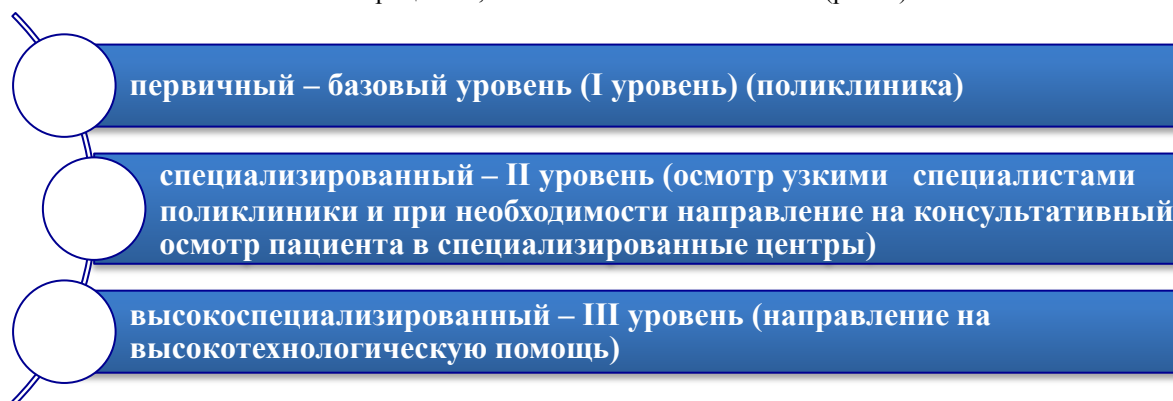 первичный – базовый уровень (I уровень) (поликлиника)
специализированный – II уровень (осмотр узкими специалистами
поликлиники и при необходимости направление на консультативный
осмотр пациента в специализированные центры)
высокоспециализированный – III уровень (направление на
высокотехнологическую помощь)